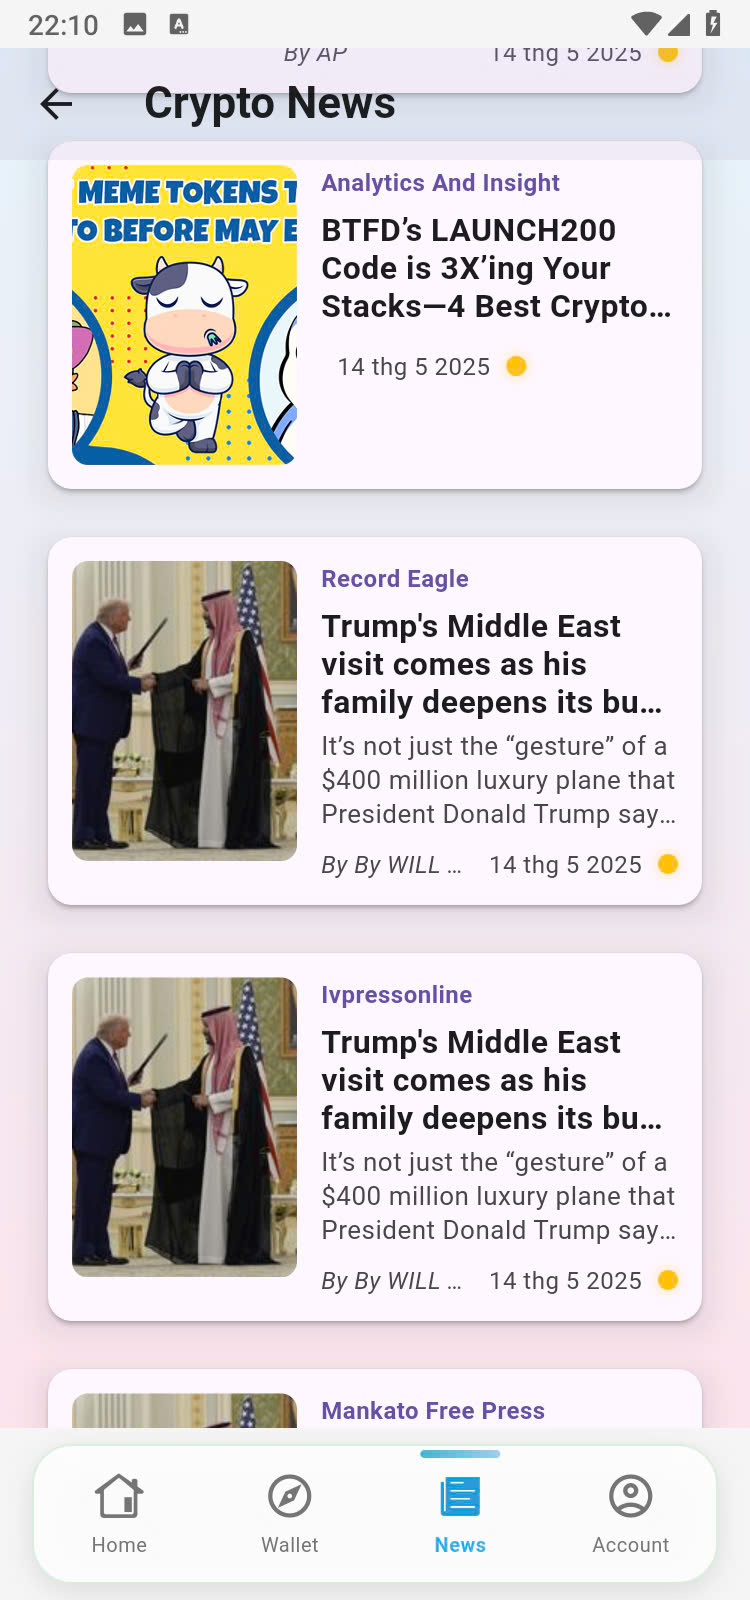 22:10
By AP 14 thg 5 2025
Crypto News
MEME TOKENS T
TO BEFORE MAY E
Analytics And Insight
BTFD’s LAUNCH200
Code is 3X’ing Your
Stacks—4 Best Crypto…
14 thg 5 2025
Record Eagle
Trump's Middle East
visit comes as his
family deepens its bu…
It’s not just the “gesture” of a
$400 million luxury plane that
President Donald Trump say…
By By WILL … 14 thg 5 2025
Ivpressonline
Trump's Middle East
visit comes as his
family deepens its bu…
It’s not just the “gesture” of a
$400 million luxury plane that
President Donald Trump say…
By By WILL … 14 thg 5 2025
Mankato Free Press
Home Wallet News Account